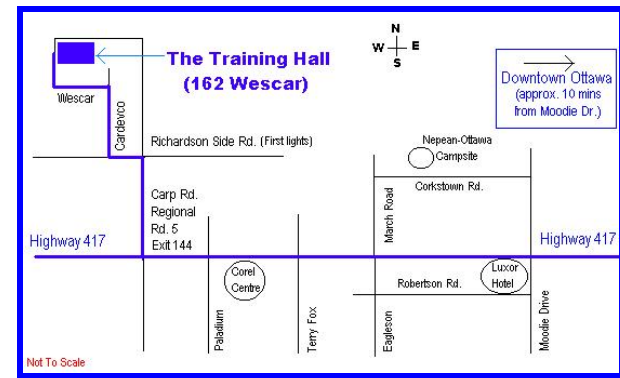 N
W E
S
The Training Hall
(162 Wescar)
Downtown Ottawa
(approx. 10 mins
from Moodie Dr.)
Wescar
Cardevco
Richardson Side Rd. (First lights)
Nepean-Ottawa
Campsite
Corkstown Rd.
March Road
Carp Rd.
Regional
Rd. 5
Exit 144
Highway 417
Highway 417
Corel
Centre
Luxor
Hotel
Robertson Rd.
Paladium
Terry Fox
Eagleson
Moodie Drive
Not To Scale